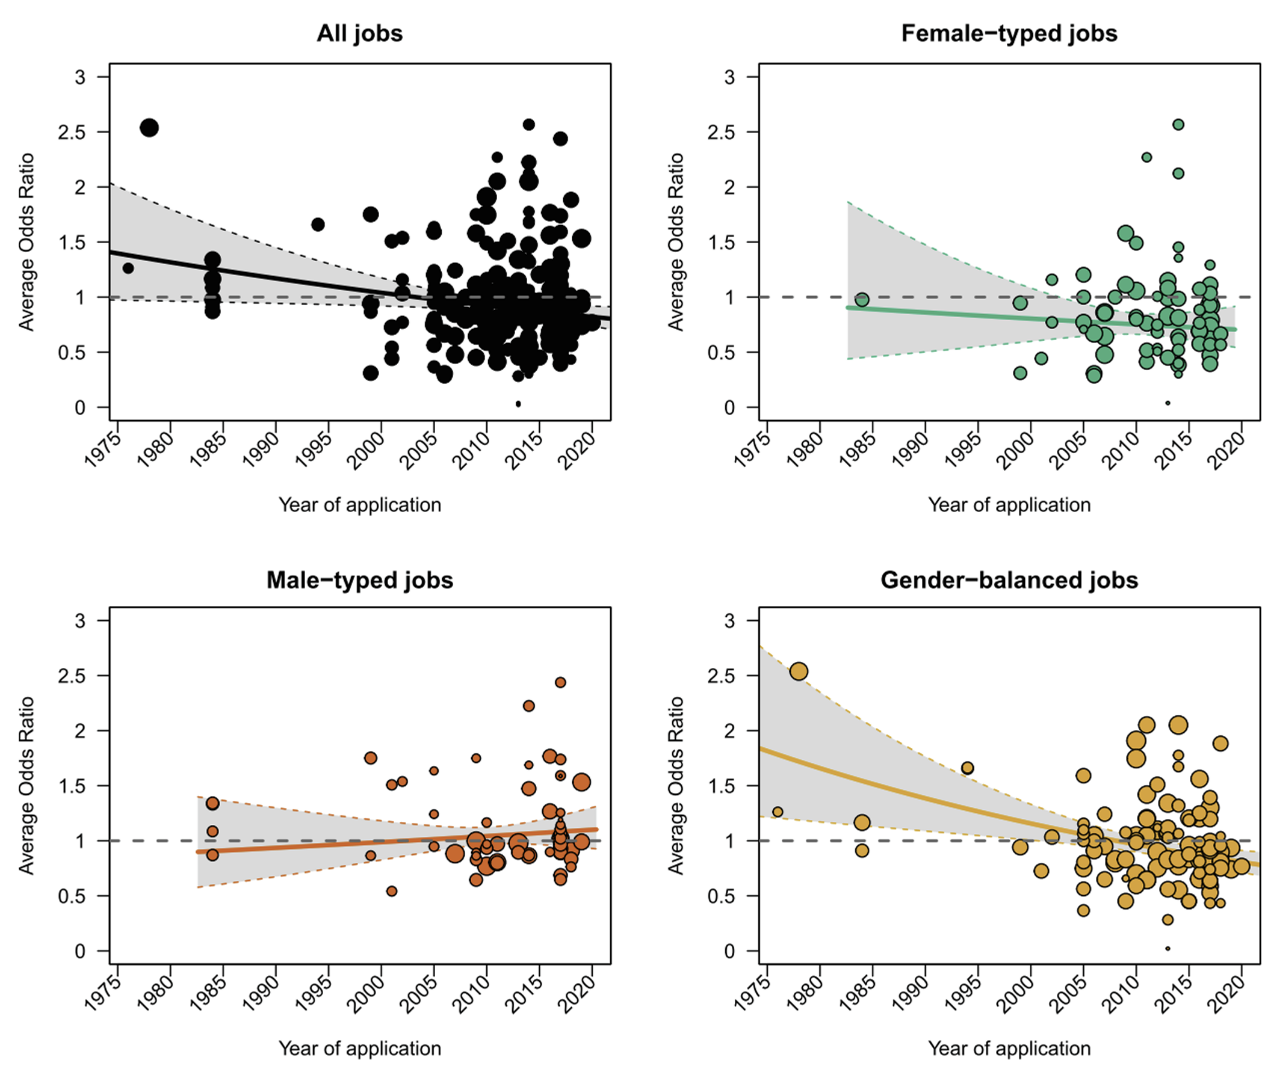 All jobs
Average Odds Ratio
3
2.5
2
1.5
1
0.5
0
1975 1980 1985 1990 1995 2000 2005 2010 2015 2020
Year of application
Female−typed jobs
Average Odds Ratio
3
2.5
2
1.5
1
0.5
0
1975 1980 1985 1990 1995 2000 2005 2010 2015 2020
Year of application
Male−typed jobs
Average Odds Ratio
3
2.5
2
1.5
1
0.5
0
1975 1980 1985 1990 1995 2000 2005 2010 2015 2020
Year of application
Gender−balanced jobs
Average Odds Ratio
3
2.5
2
1.5
1
0.5
0
1975 1980 1985 1990 1995 2000 2005 2010 2015 2020
Year of application